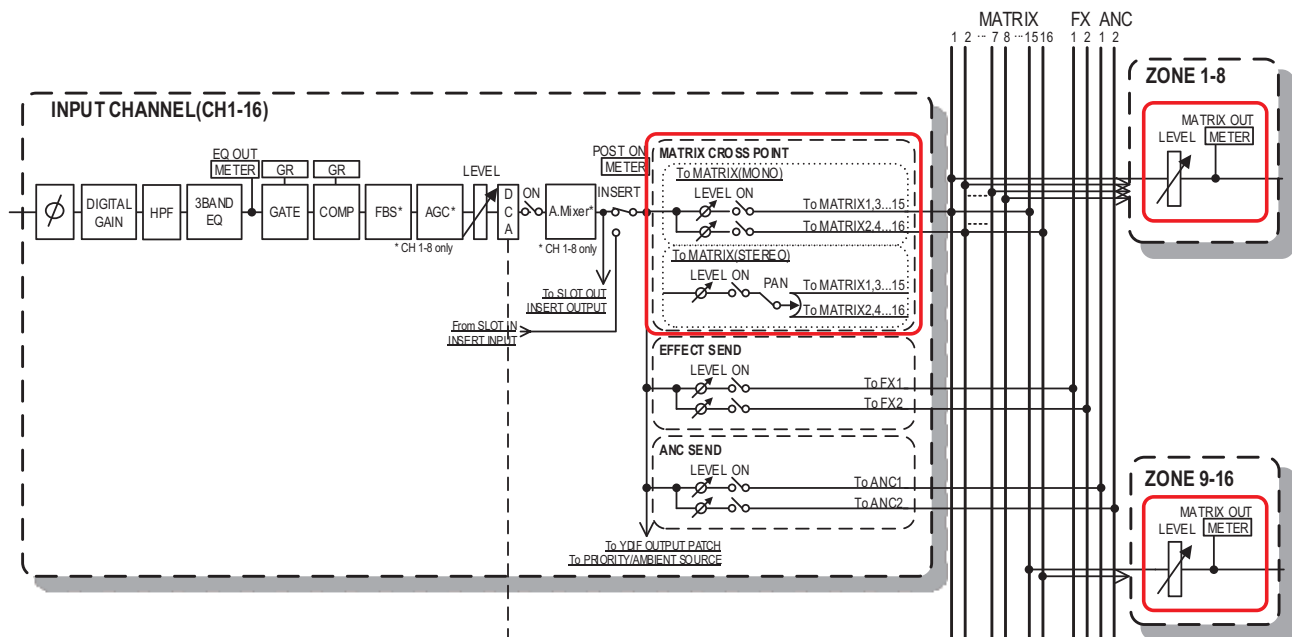 MATRIX FX ANC
1 2 ··· 7 8 ··· 15 16 1 2 1 2
ZONE 1-8
MATRIX OUT
LEVEL METER
INPUT CHANNEL(CH1-16)
EQ OUT
METER GR GR
LEVEL
POST ON
METER
ø
DIGITAL
GAIN
HPF
3BAND
EQ
GATE
COMP
FBS*
AGC*
* CH 1-8 only
D
C
A
ON
A.Mixer*
* CH 1-8 only
INSERT
To SLOT OUT
INSERT OUTPUT
From SLOT IN
INSERT INPUT
MATRIX CROSS POINT
To MATRIX(MONO)
LEVEL ON
To MATRIX1,3...15
To MATRIX2,4...16
To MATRIX(STEREO)
LEVEL ON
PAN
To MATRIX1,3...15
To MATRIX2,4...16
EFFECT SEND
LEVEL ON
To FX1
To FX2
ANC SEND
LEVEL ON
To ANC1
To ANC2
To YDIF OUTPUT PATCH
To PRIORITY/AMBIENT SOURCE
ZONE 9-16
MATRIX OUT
LEVEL METER